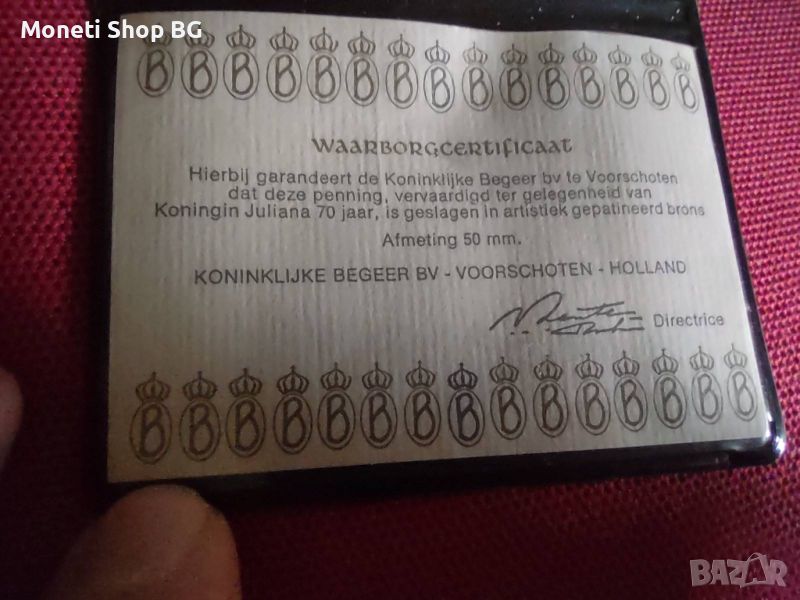 Moneti Shop BG
B B B B B B B B B B B B B B
WAARBORGCERTIFICAAT
Hierbij garandeert de Koninklijke Begeer bv te Voorschoten
dat deze penning, vervaardigd ter gelegenheid van
Koningin Juliana 70 jaar, is geslagen in artistiek gepatineerd brons
Afmeting 50 mm.
KONINKLIJKE BEGEER BV - VOORSCHOTEN - HOLLAND
Directrice
B B B B B B B B B B B B B B
BAZAR